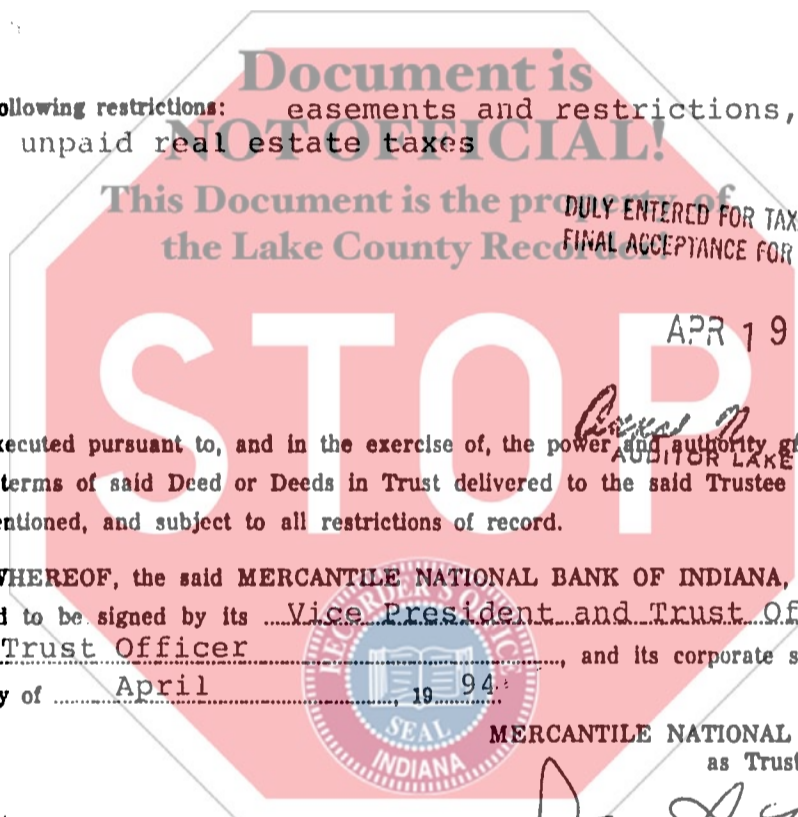 Document is
ollowing restrictions: easements and restrictions,
NOT OFFICIAL!
unpaid real estate taxes
This Document is the property of
the Lake County Recorder!
DULY ENTERED FOR TAX
FINAL ACCEPTANCE FOR
APR 19
STOP
xecuted pursuant to, and in the exercise of, the power and authority
AUDITOR LAKE
terms of said Deed or Deeds in Trust delivered to the said Trustee
entioned, and subject to all restrictions of record.
WHEREOF, the said MERCANTILE NATIONAL BANK OF INDIANA,
d to be signed by its Vice President and Trust Of
Trust Officer, and its corporate s
y of April, 19 94
RECORDER'S OFFICE
SEAL
INDIANA
MERCANTILE NATIONAL
as Trust